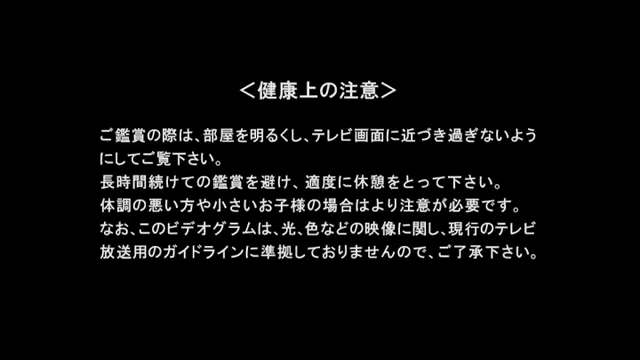 ＜健康上の注意＞
ご鑑賞の際は、部屋を明るくし、テレビ画面に近づき過ぎないよう
にしてご覧下さい。
長時間続けての鑑賞を避け、適度に休憩をとって下さい。
体調の悪い方や小さいお子様の場合はより注意が必要です。
なお、このビデオグラムは、光、色などの映像に関し、現行のテレビ
放送用のガイドラインに準拠しておりませんので、ご了承下さい。